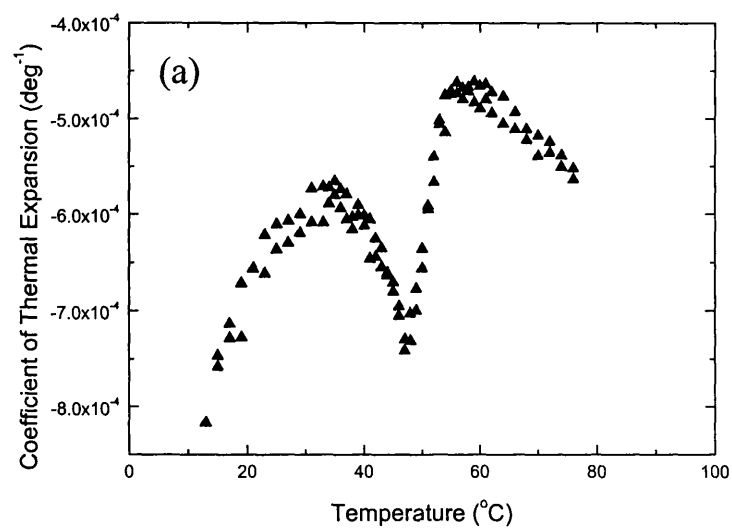 (a)
Coefficient of Thermal Expansion (deg⁻¹)
-4.0x10⁻⁴
-5.0x10⁻⁴
-6.0x10⁻⁴
-7.0x10⁻⁴
-8.0x10⁻⁴
0 20 40 60 80 100
Temperature (°C)